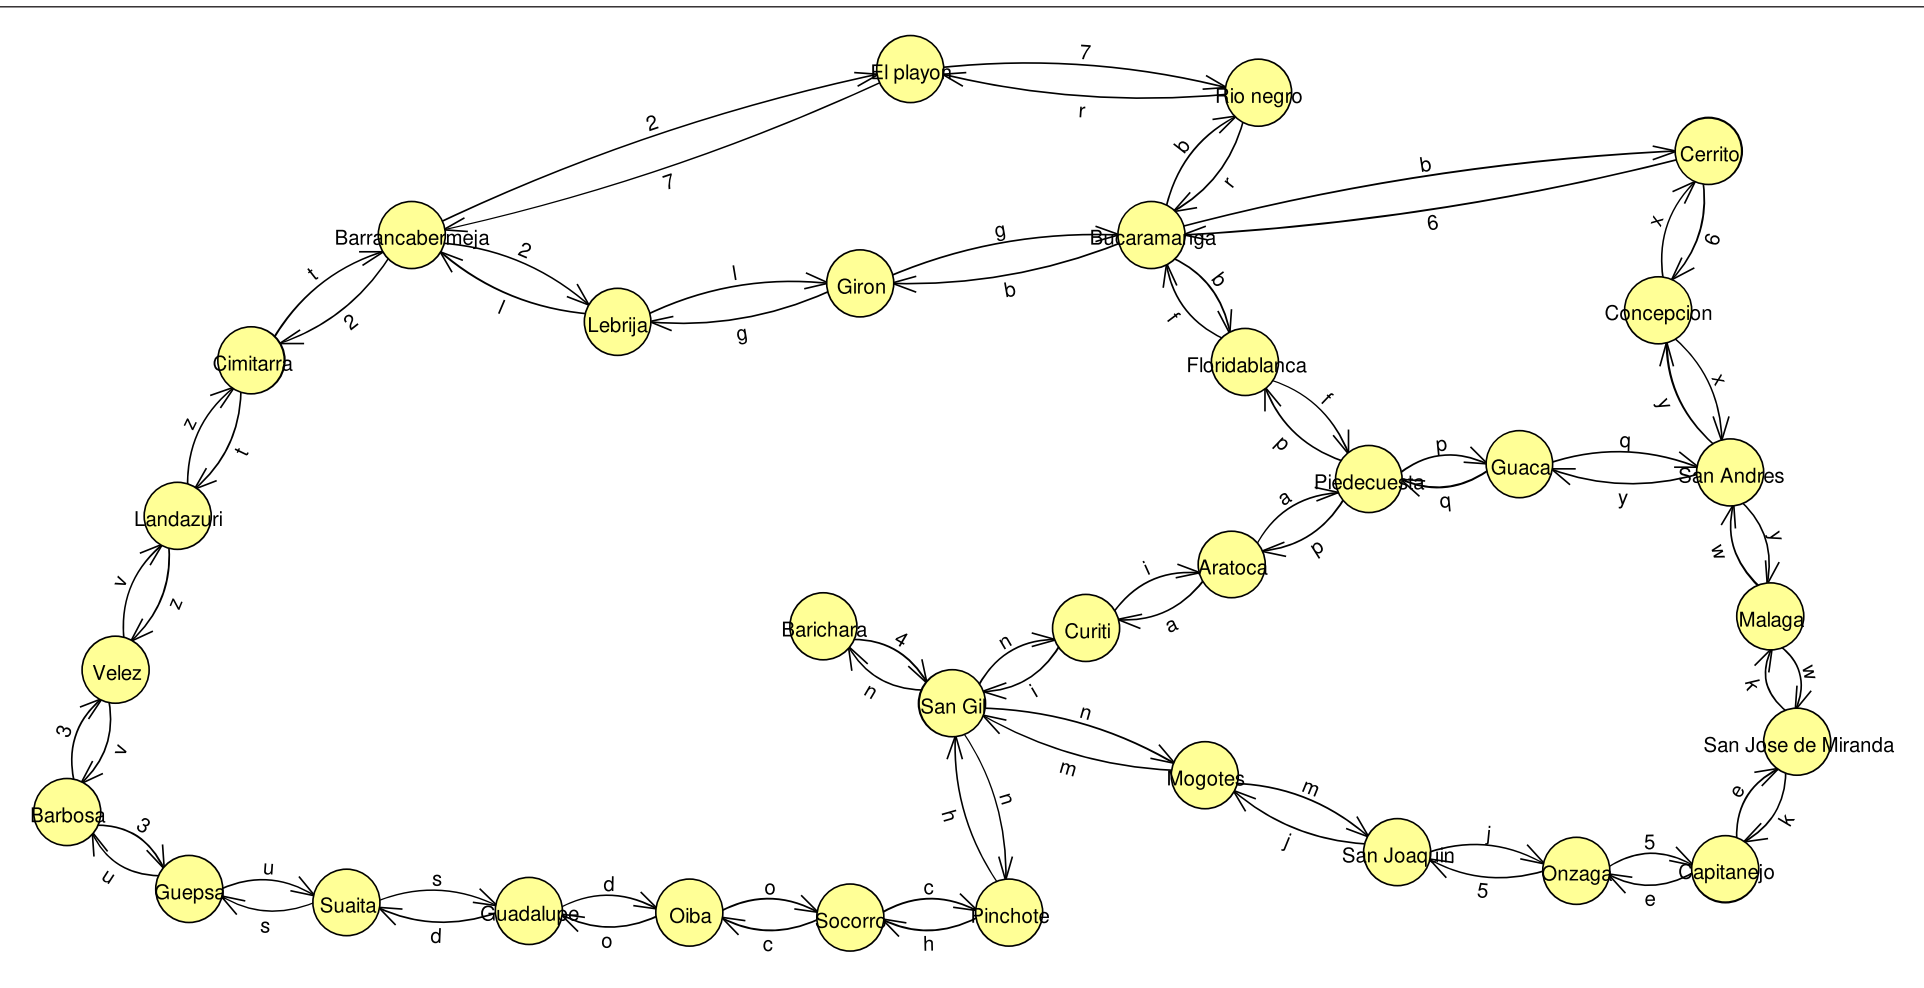 El playon
7
r
Rio negro
2
7
b
r
b
6
Cerrito
Barrancabermeja
2
l
l
g
Giron
g
b
Bucaramanga
x
6
t
2
Lebrija
b
f
Concepcion
Cimitarra
Floridablanca
x
y
z
t
f
p
Piedecuesta
p
q
Guaca
q
y
San Andres
Landazuri
a
p
y
w
v
z
i
a
Aratoca
Barichara
4
n
n
i
Curiti
Malaga
Velez
San Gil
n
m
w
k
3
v
h
n
Mogotes
m
j
San Jose de Miranda
Barbosa
3
u
e
k
San Joaquin
j
5
Onzaga
5
e
Capitanejo
Guepsa
u
s
Suaita
s
d
Guadalupe
d
o
Oiba
o
c
Socorro
c
h
Pinchote